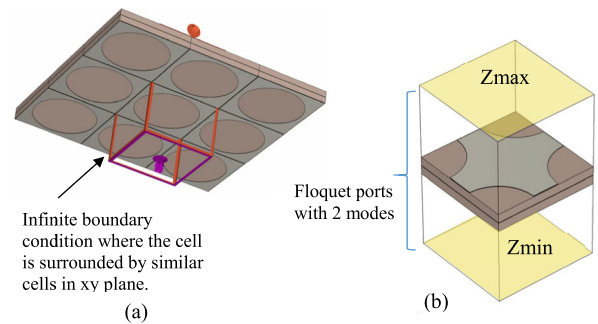 Infinite boundary
condition where the cell
is surrounded by similar
cells in xy plane.
(a)
Zmax
Floquet ports
with 2 modes
Zmin
(b)